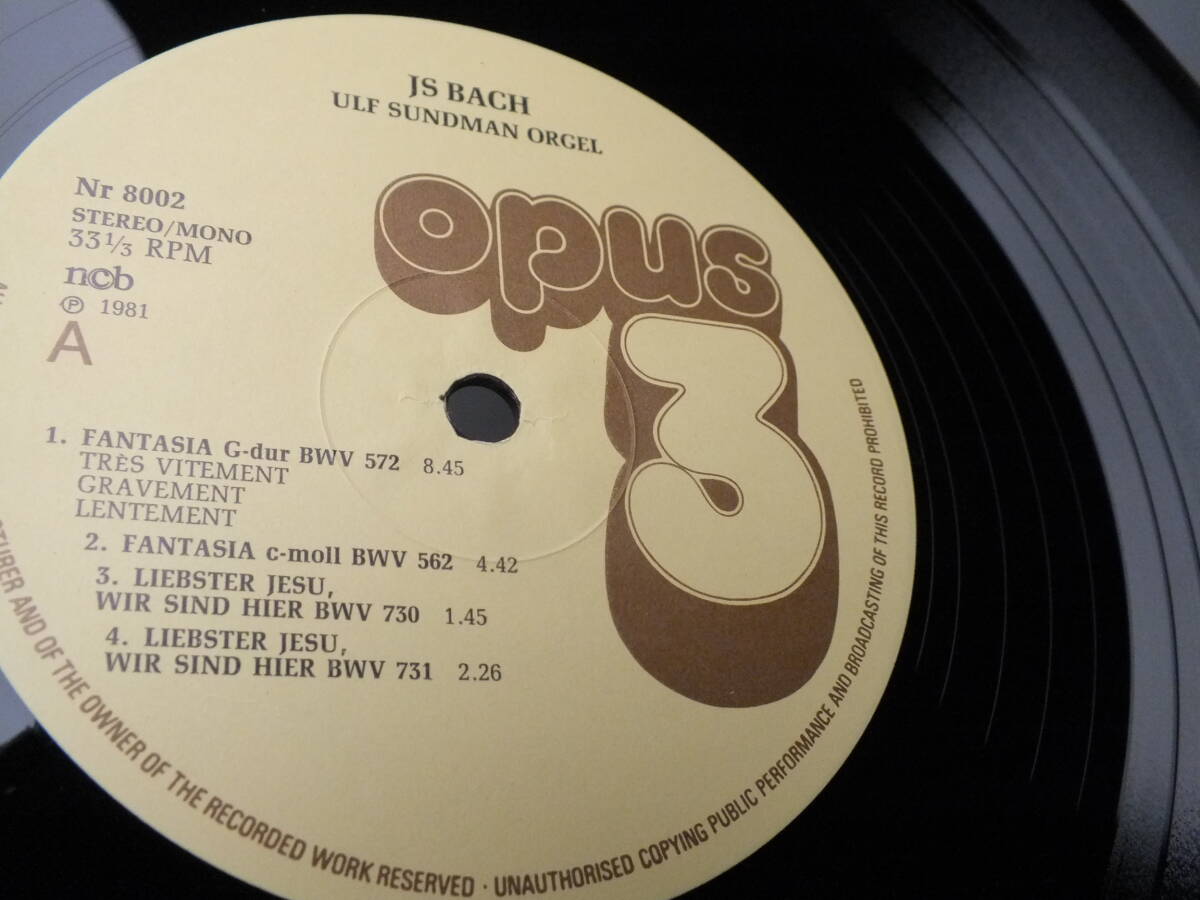 JS BACH
ULF SUNDMAN ORGEL
opus
3
Nr 8002
STEREO/MONO
33 1/3 RPM
ncb
℗ 1981
A
1. FANTASIA G-dur BWV 572 8.45
TRÈS VITEMENT
GRAVEMENT
LENTEMENT
2. FANTASIA c-moll BWV 562 4.42
3. LIEBSTER JESU,
WIR SIND HIER BWV 730 1.45
4. LIEBSTER JESU,
WIR SIND HIER BWV 731 2.26
AND OF THE OWNER OF THE RECORDED WORK RESERVED · UNAUTHORISED COPYING PUBLIC PERFORMANCE AND BROADCASTING OF THIS RECORD PROHIBITED